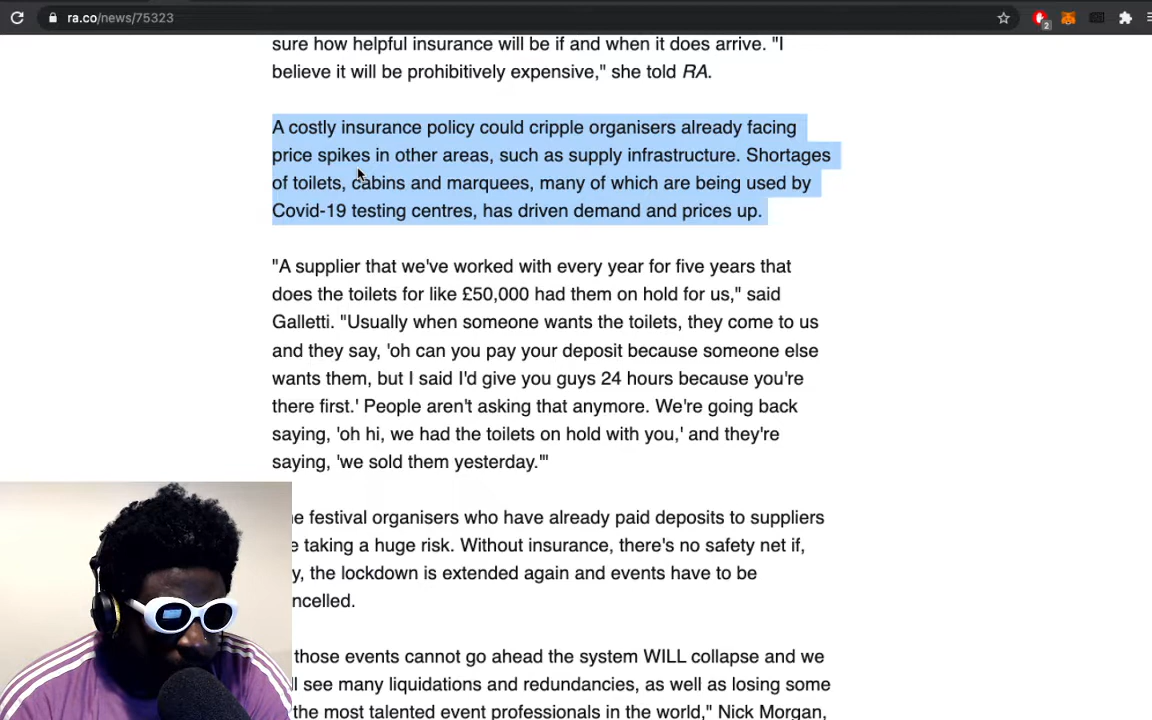 ra.co/news/75323
2
sure how helpful insurance will be if and when it does arrive. "I
believe it will be prohibitively expensive," she told RA.
A costly insurance policy could cripple organisers already facing
price spikes in other areas, such as supply infrastructure. Shortages
of toilets, cabins and marquees, many of which are being used by
Covid-19 testing centres, has driven demand and prices up.
"A supplier that we've worked with every year for five years that
does the toilets for like £50,000 had them on hold for us," said
Galletti. "Usually when someone wants the toilets, they come to us
and they say, 'oh can you pay your deposit because someone else
wants them, but I said I'd give you guys 24 hours because you're
there first.' People aren't asking that anymore. We're going back
saying, 'oh hi, we had the toilets on hold with you,' and they're
saying, 'we sold them yesterday.'"
festival organisers who have already paid deposits to suppliers
taking a huge risk. Without insurance, there's no safety net if,
the lockdown is extended again and events have to be
ncelled.
those events cannot go ahead the system WILL collapse and we
see many liquidations and redundancies, as well as losing some
the most talented event professionals in the world," Nick Morgan,